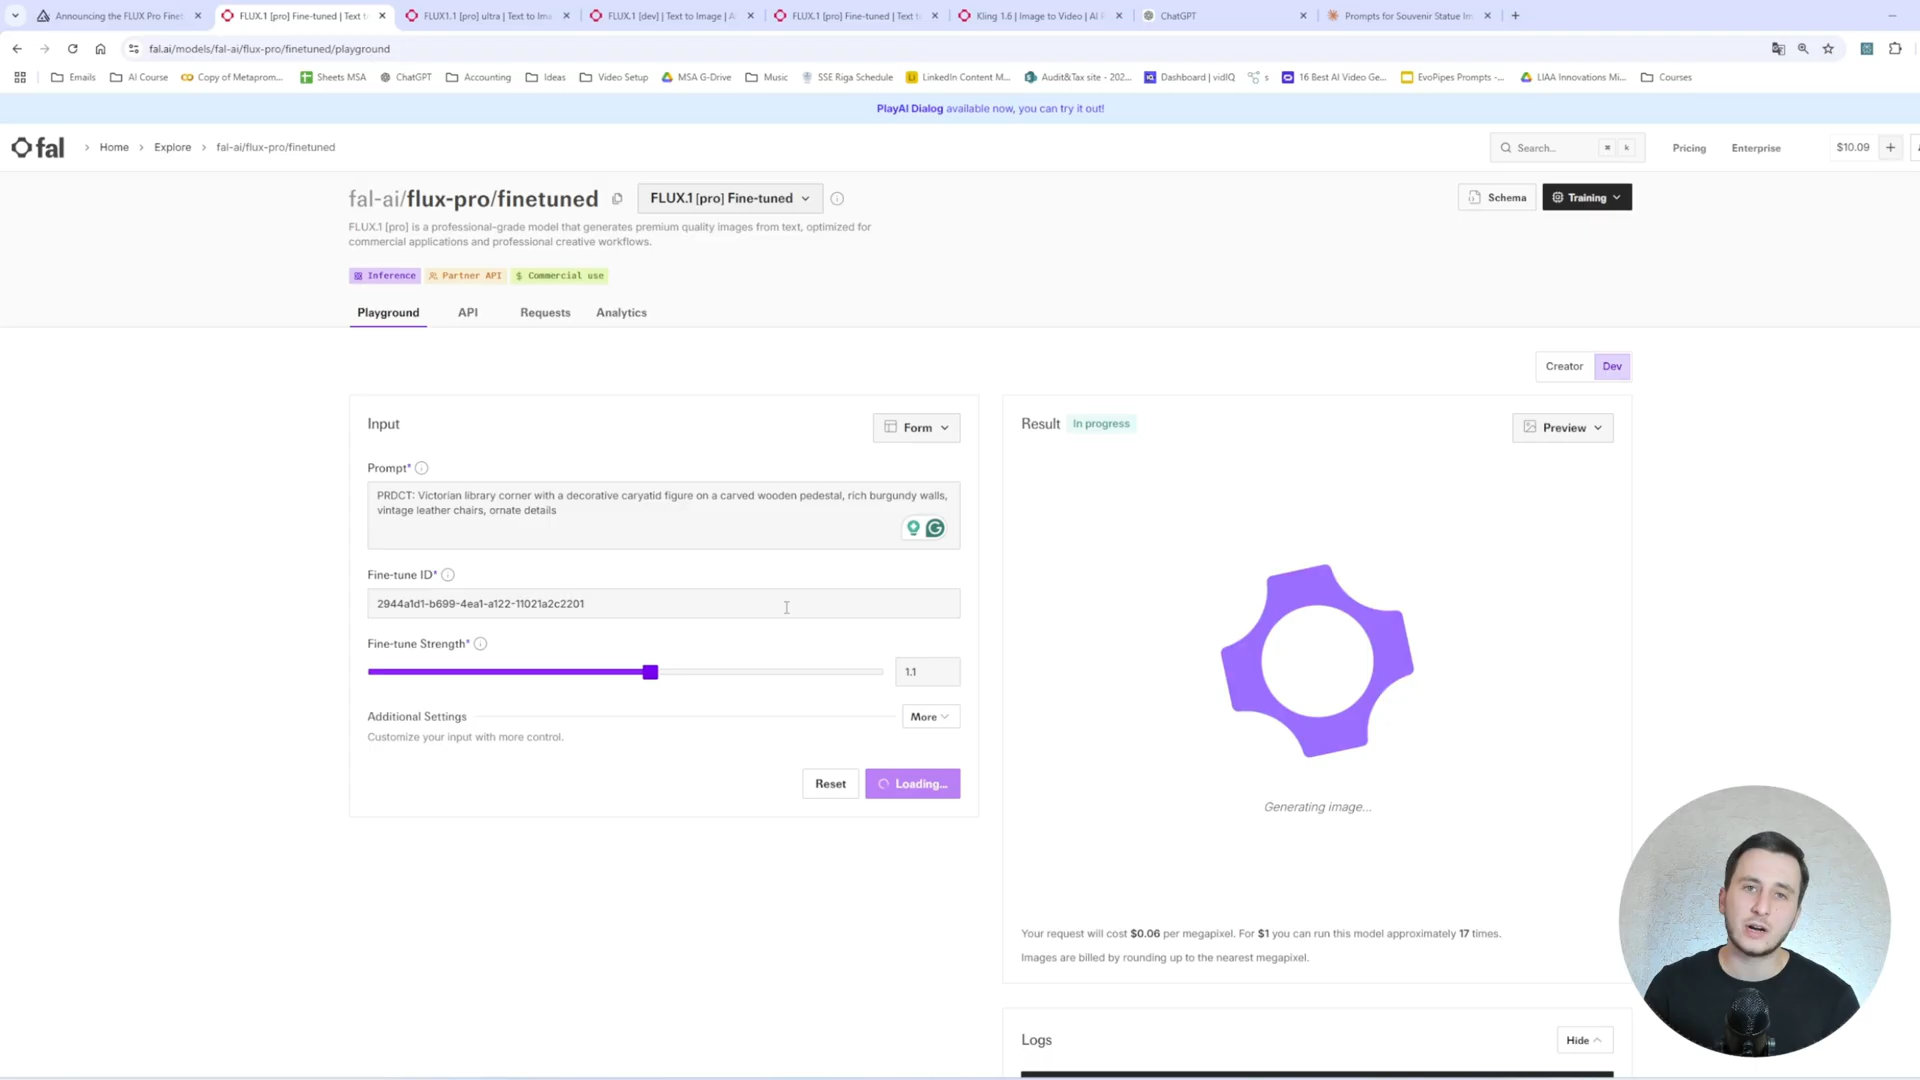 Announcing the FLUX Pro Finet
FLUX.1 [pro] Fine-tuned | Text t
FLUX1.1 [pro] ultra | Text to Ima
FLUX.1 [dev] | Text to Image | A
FLUX.1 [pro] Fine-tuned | Text t
Kling 1.6 | Image to Video | AI P
ChatGPT
Prompts for Souvenir Statue Im
fal.ai/models/fal-ai/flux-pro/finetuned/playground
Emails
AI Course
Copy of Metaprom...
Sheets MSA
ChatGPT
Accounting
Ideas
Video Setup
MSA G-Drive
Music
SSE Riga Schedule
LinkedIn Content M...
Audit&Tax site - 202...
Dashboard | vidIQ
s
16 Best AI Video Ge...
EvoPipes Prompts -...
LIAA Innovations Mi...
Courses
PlayAI Dialog available now, you can try it out!
fal
Home
Explore
fal-ai/flux-pro/finetuned
Search...
k
Pricing
Enterprise
$10.09
fal-ai/flux-pro/finetuned
FLUX.1 [pro] Fine-tuned
Schema
Training
FLUX.1 [pro] is a professional-grade model that generates premium quality images from text, optimized for
commercial applications and professional creative workflows.
Inference
Partner API
$ Commercial use
Playground
API
Requests
Analytics
Creator
Dev
Input
Form
Prompt*
PRDCT: Victorian library corner with a decorative caryatid figure on a carved wooden pedestal, rich burgundy walls,
vintage leather chairs, ornate details
Fine-tune ID*
2944a1d1-b699-4ea1-a122-11021a2c2201
Fine-tune Strength*
1.1
Additional Settings
More
Customize your input with more control.
Reset
Loading...
Result
In progress
Preview
Generating image...
Your request will cost $0.06 per megapixel. For $1 you can run this model approximately 17 times.
Images are billed by rounding up to the nearest megapixel.
Logs
Hide